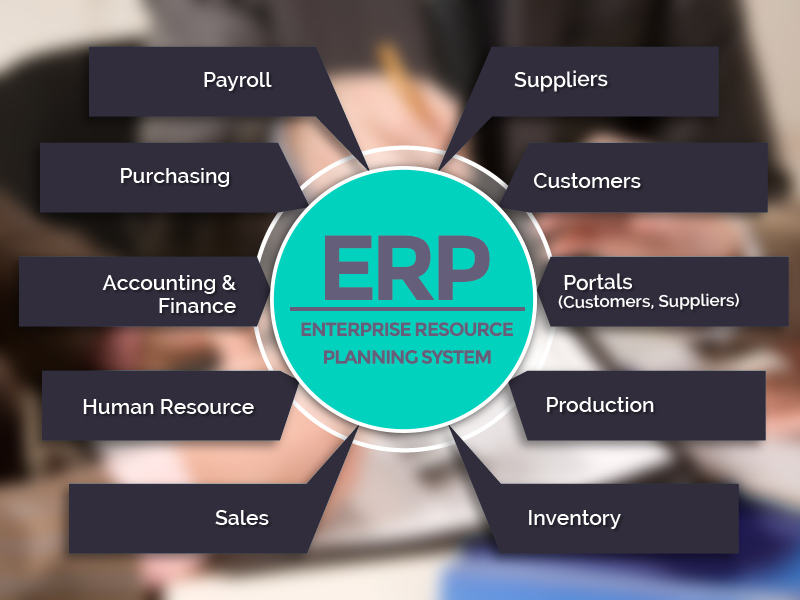 Payroll
Suppliers
Purchasing
Customers
Accounting &
Finance
ERP
ENTERPRISE RESOURCE
PLANNING SYSTEM
Portals
(Customers, Suppliers)
Human Resource
Production
Sales
Inventory